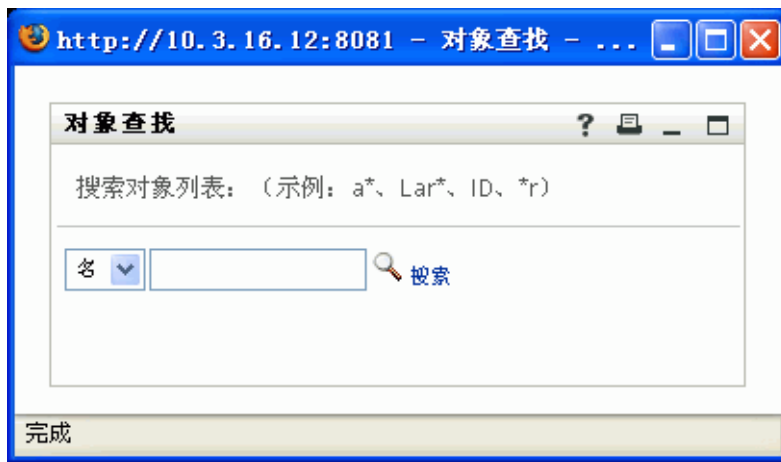 http://10.3.16.12:8081 - 对象查找 - ...
对象查找 ?
搜索对象列表：（示例：a*、Lar*、ID、*r）
名 搜索
完成